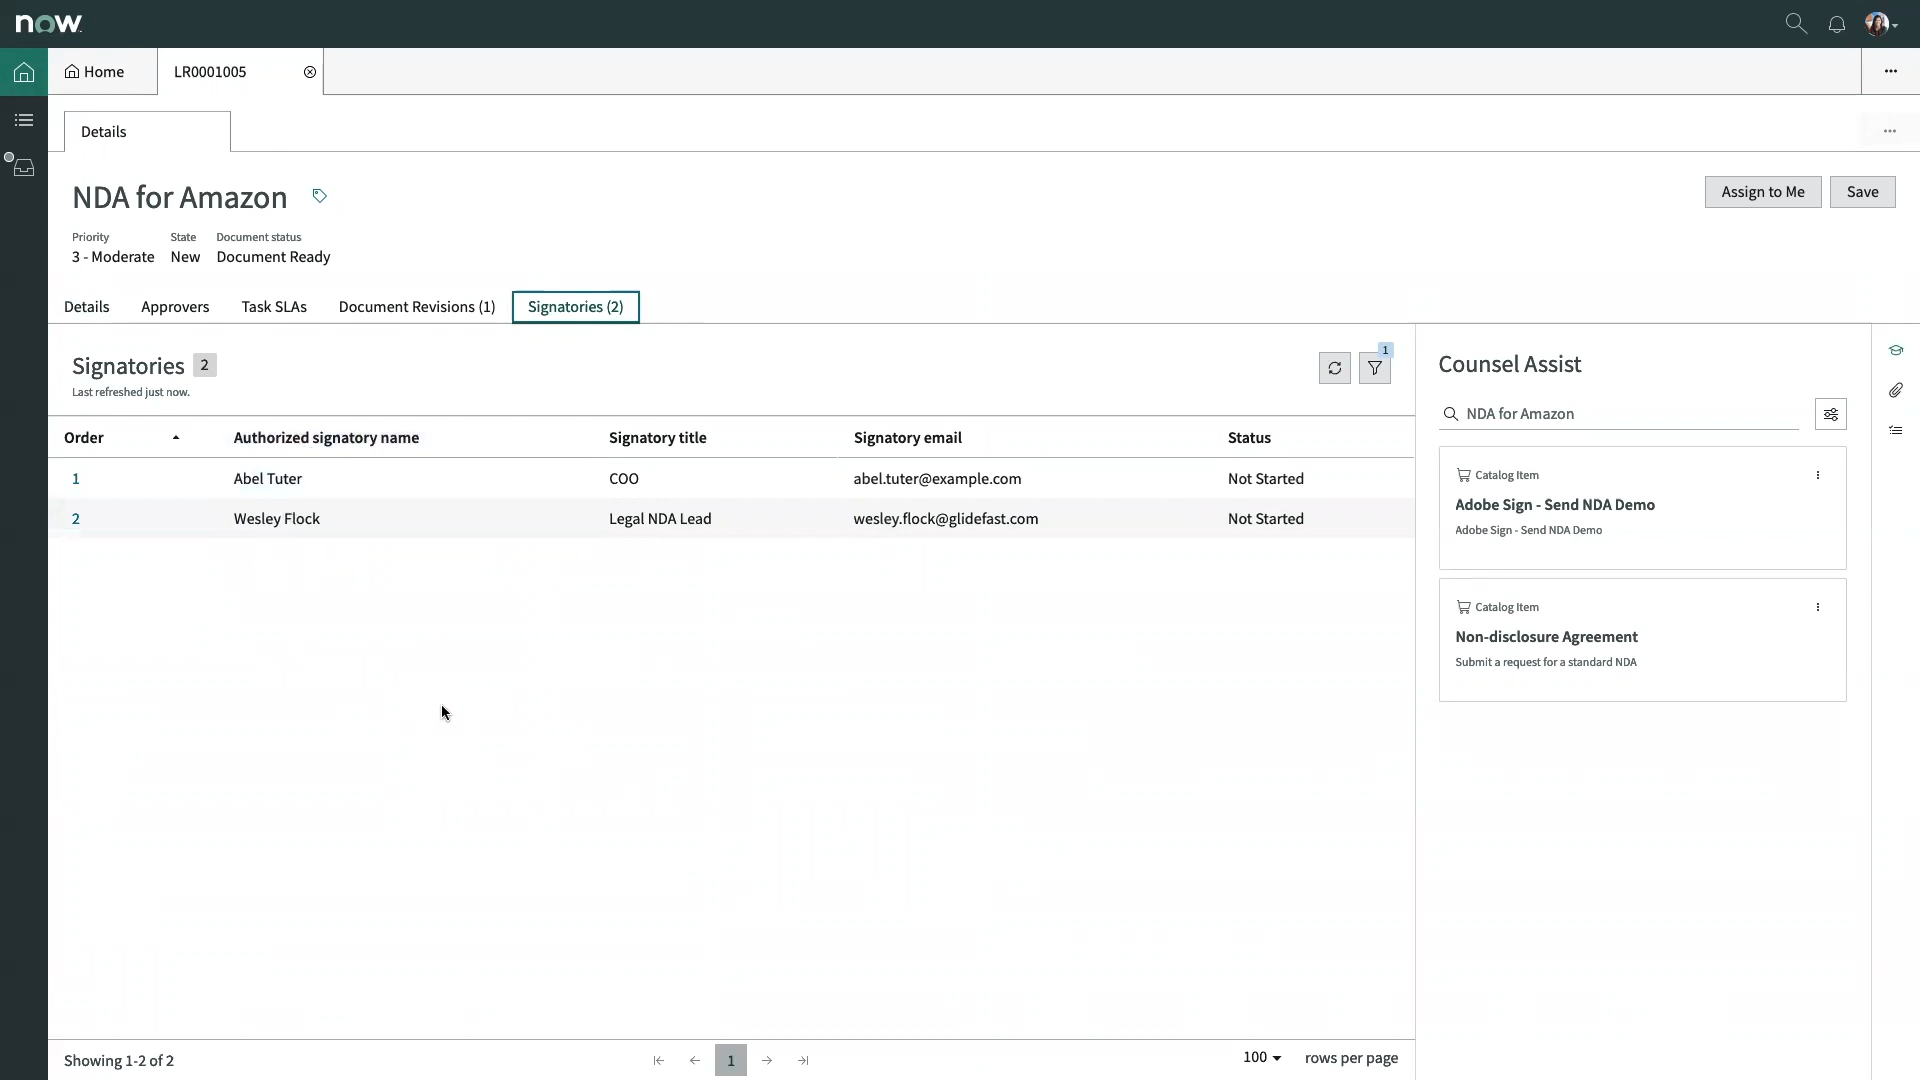 now.
Home
LR0001005
Details
NDA for Amazon
Assign to Me
Save
Priority
State
Document status
3 - Moderate
New
Document Ready
Details
Approvers
Task SLAs
Document Revisions (1)
Signatories (2)
Signatories 2
Last refreshed just now.
1
Order
Authorized signatory name
Signatory title
Signatory email
Status
1
Abel Tuter
COO
abel.tuter@example.com
Not Started
2
Wesley Flock
Legal NDA Lead
wesley.flock@glidefast.com
Not Started
Showing 1-2 of 2
1
100
rows per page
Counsel Assist
NDA for Amazon
Catalog Item
Adobe Sign - Send NDA Demo
Adobe Sign - Send NDA Demo
Catalog Item
Non-disclosure Agreement
Submit a request for a standard NDA